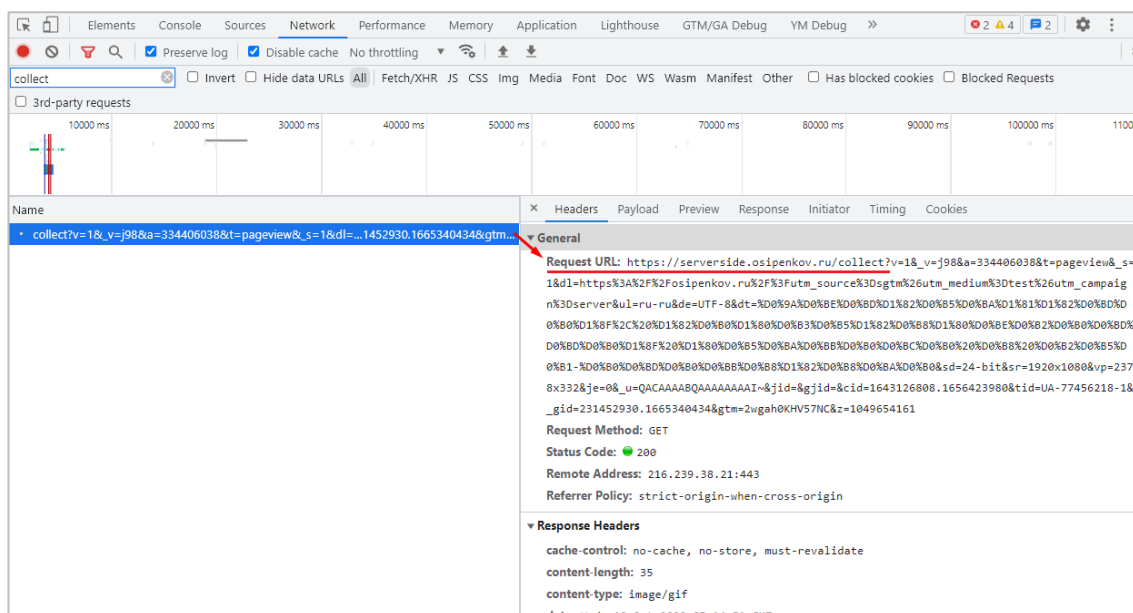 Elements Console Sources Network Performance Memory Application Lighthouse GTM/GA Debug YM Debug » 2 4 2
Preserve log Disable cache No throttling
collect Invert Hide data URLs All Fetch/XHR JS CSS Img Media Font Doc WS Wasm Manifest Other Has blocked cookies Blocked Requests
3rd-party requests
10000 ms 20000 ms 30000 ms 40000 ms 50000 ms 60000 ms 70000 ms 80000 ms 90000 ms 100000 ms 1100
Name
collect?v=1&_v=j98&a=334406038&t=pageview&_s=1&dl=...1452930.1665340434&gtm...
× Headers Payload Preview Response Initiator Timing Cookies
General
Request URL: https://serverside.osipenkov.ru/collect?v=1&_v=j98&a=334406038&t=pageview&_s=
1&dl=https%3A%2F%2Fosipenkov.ru%2F%3Futm_source%3Dsgtm%26utm_medium%3Dtest%26utm_campaig
n%3Dserver&ul=ru-ru&de=UTF-8&dt=%D0%9A%D0%BE%D0%BD%D1%82%D0%B5%D0%BA%D1%81%D1%82%D0%BD%D
0%B0%D1%8F%2C%20%D1%82%D0%B0%D1%80%D0%B3%D0%B5%D1%82%D0%B8%D1%80%D0%BE%D0%B2%D0%B0%D0%BD%
D0%BD%D0%B0%D1%8F%20%D1%80%D0%B5%D0%BA%D0%BB%D0%B0%D0%BC%D0%B0%20%D0%B8%20%D0%B2%D0%B5%D
0%B1-%D0%B0%D0%BD%D0%B0%D0%BB%D0%B8%D1%82%D0%B8%D0%BA%D0%B0&sd=24-bit&sr=1920x1080&vp=237
8x332&je=0&_u=QACAAAABQAAAAAAAI~&jid=&gjid=&cid=1643126808.1656423980&tid=UA-77456218-1&
_gid=231452930.1665340434&gtm=2wgah0KHV57NC&z=1049654161
Request Method: GET
Status Code: 200
Remote Address: 216.239.38.21:443
Referrer Policy: strict-origin-when-cross-origin
Response Headers
cache-control: no-cache, no-store, must-revalidate
content-length: 35
content-type: image/gif